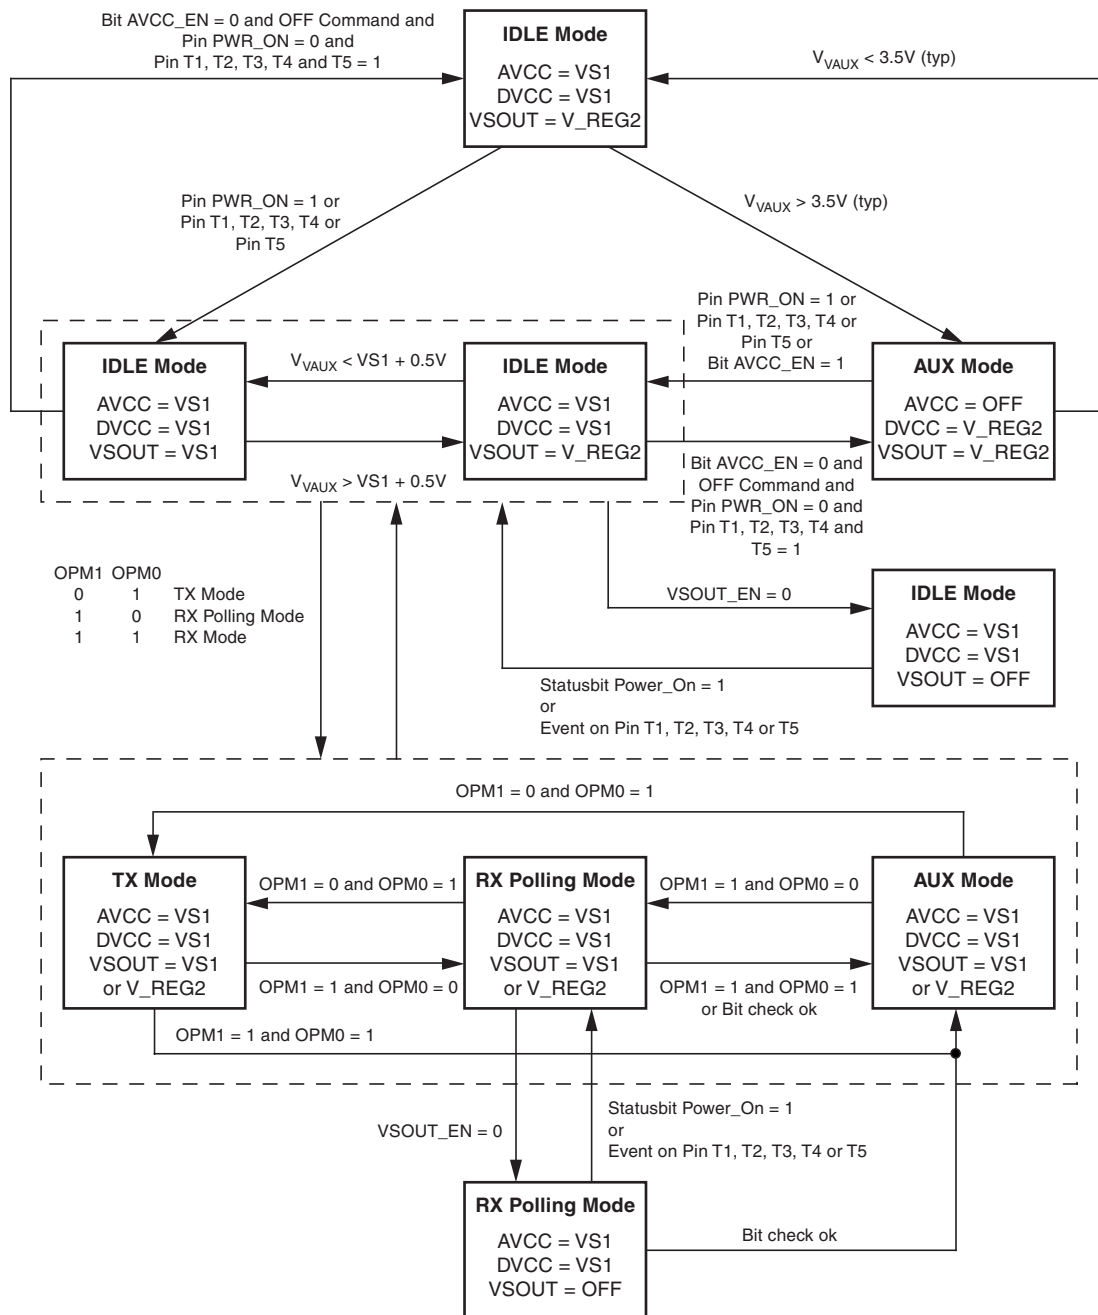 Bit AVCC_EN = 0 and OFF Command and
Pin PWR_ON = 0 and
Pin T1, T2, T3, T4 and T5 = 1
IDLE Mode
AVCC = VS1
DVCC = VS1
VSOUT = V_REG2
VVAUX < 3.5V (typ)
Pin PWR_ON = 1 or
Pin T1, T2, T3, T4 or
Pin T5
VVAUX > 3.5V (typ)
Pin PWR_ON = 1 or
Pin T1, T2, T3, T4 or
Pin T5 or
Bit AVCC_EN = 1
IDLE Mode
AVCC = VS1
DVCC = VS1
VSOUT = VS1
VVAUX < VS1 + 0.5V
VVAUX > VS1 + 0.5V
IDLE Mode
AVCC = VS1
DVCC = VS1
VSOUT = V_REG2
AUX Mode
AVCC = OFF
DVCC = V_REG2
VSOUT = V_REG2
Bit AVCC_EN = 0 and
OFF Command and
Pin PWR_ON = 0 and
Pin T1, T2, T3, T4 and
T5 = 1
OPM1 OPM0
0 1 TX Mode
1 0 RX Polling Mode
1 1 RX Mode
VSOUT_EN = 0
IDLE Mode
AVCC = VS1
DVCC = VS1
VSOUT = OFF
Statusbit Power_On = 1
or
Event on Pin T1, T2, T3, T4 or T5
OPM1 = 0 and OPM0 = 1
TX Mode
AVCC = VS1
DVCC = VS1
VSOUT = VS1
or V_REG2
OPM1 = 0 and OPM0 = 1
OPM1 = 1 and OPM0 = 0
RX Polling Mode
AVCC = VS1
DVCC = VS1
VSOUT = VS1
or V_REG2
OPM1 = 1 and OPM0 = 0
OPM1 = 1 and OPM0 = 1
or Bit check ok
AUX Mode
AVCC = VS1
DVCC = VS1
VSOUT = VS1
or V_REG2
OPM1 = 1 and OPM0 = 1
VSOUT_EN = 0
Statusbit Power_On = 1
or
Event on Pin T1, T2, T3, T4 or T5
RX Polling Mode
AVCC = VS1
DVCC = VS1
VSOUT = OFF
Bit check ok